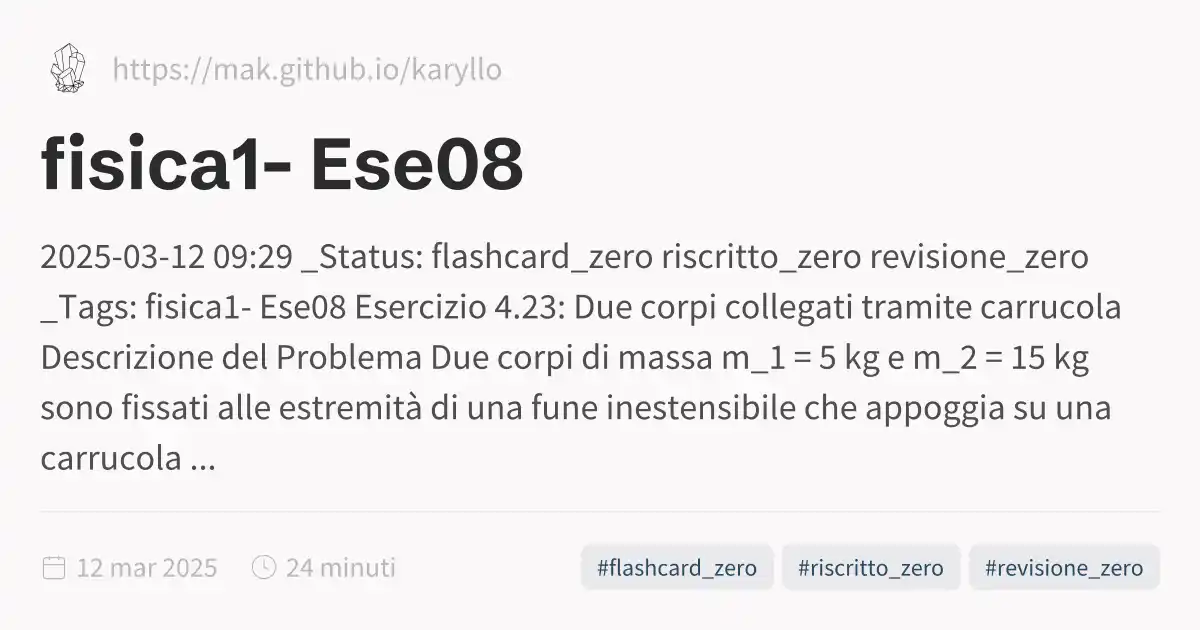 https://mak.github.io/karyllo
fisica1- Ese08
2025-03-12 09:29 _Status: flashcard_zero riscritto_zero revisione_zero
_Tags: fisica1- Ese08 Esercizio 4.23: Due corpi collegati tramite carrucola
Descrizione del Problema Due corpi di massa m_1 = 5 kg e m_2 = 15 kg
sono fissati alle estremità di una fune inestensibile che appoggia su una
carrucola ...
12 mar 2025 24 minuti #flashcard_zero #riscritto_zero #revisione_zero